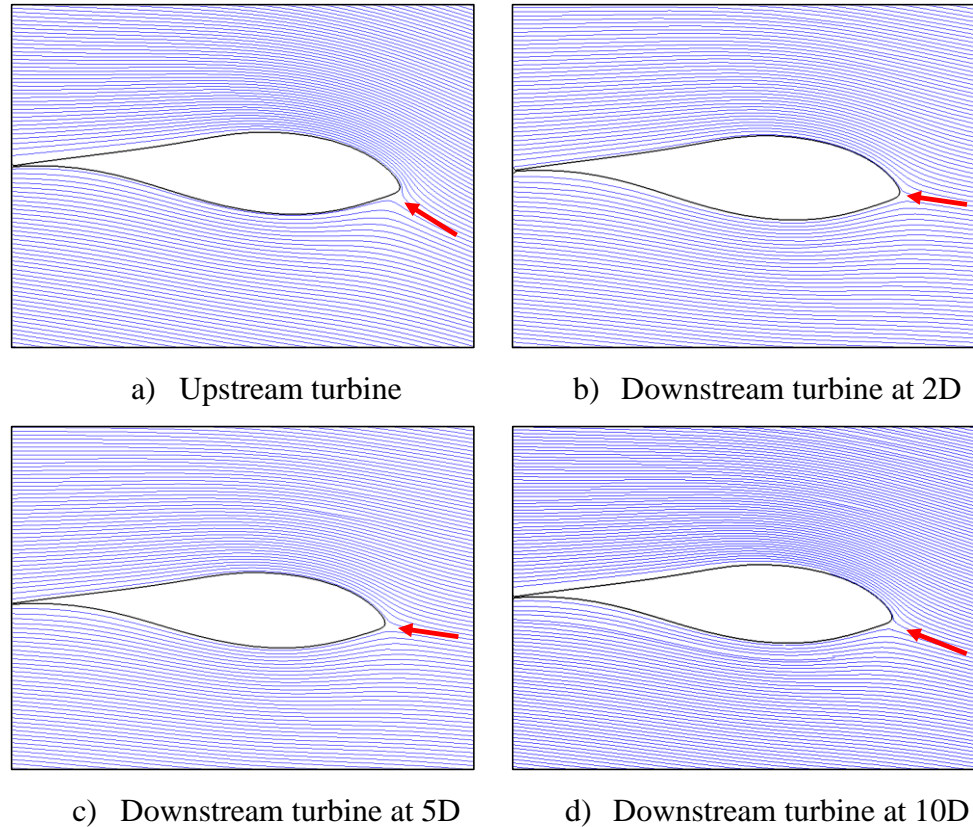 a) Upstream turbine
b) Downstream turbine at 2D
c) Downstream turbine at 5D
d) Downstream turbine at 10D